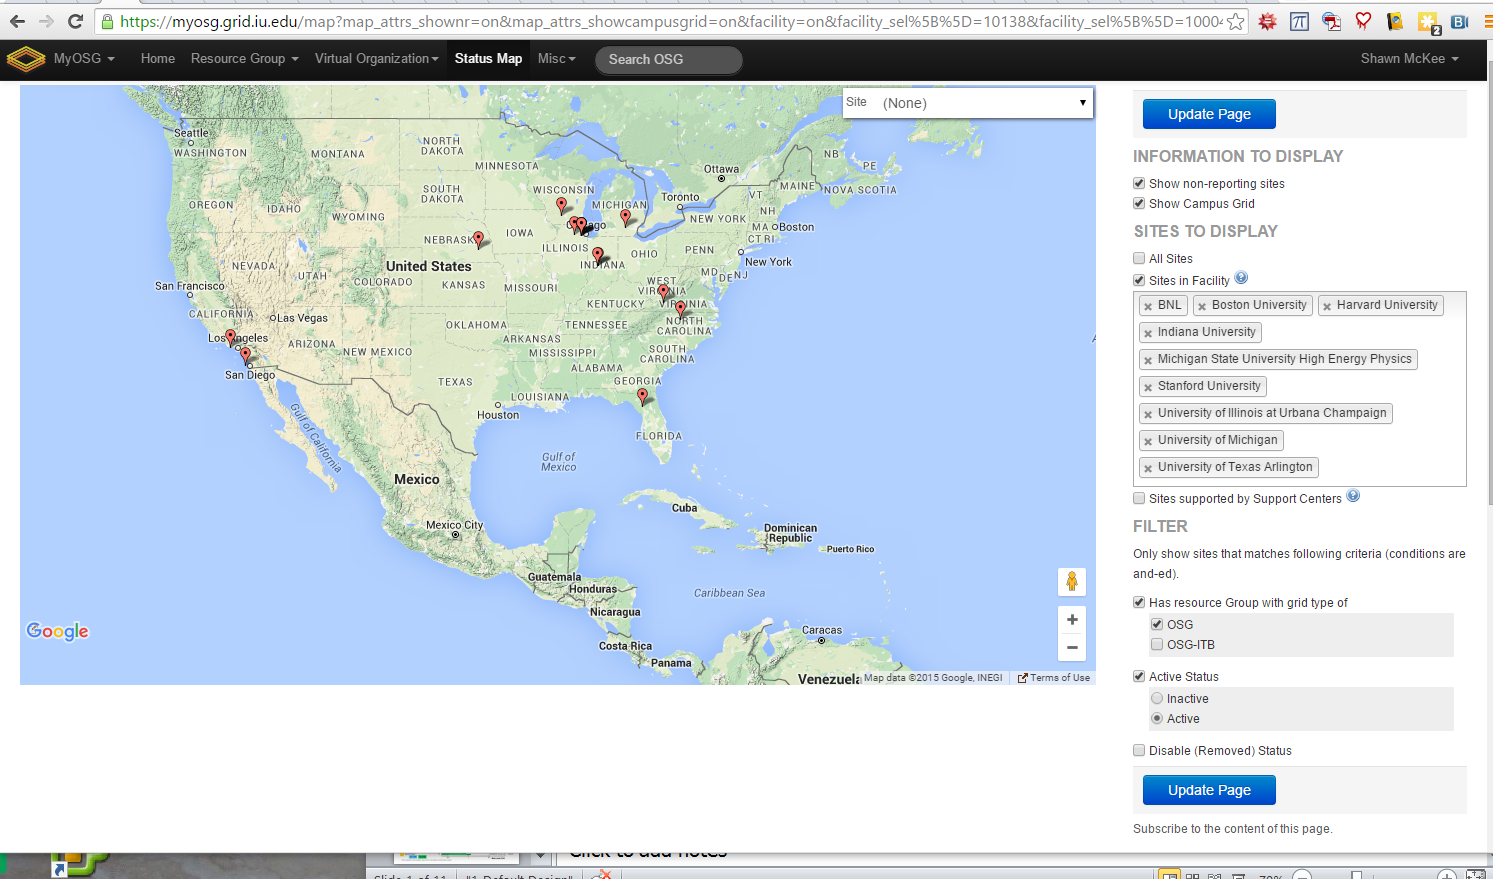 https://myosg.grid.iu.edu/map?map_attrs_shownr=on&map_attrs_showcampusgrid=on&facility=on&facility_sel%5B%5D=10138&facility_sel%5B%5D=1000
2
MyOSG
Home
Resource Group
Virtual Organization
Status Map
Misc
Search OSG
Shawn McKee
Site (None)
Seattle
WASHINGTON
MONTANA
NORTH
DAKOTA
MINNESOTA
Ottawa
NB
PE
MAINE
NOVA SCOTIA
OREGON
IDAHO
WYOMING
SOUTH
DAKOTA
WISCONSIN
MICHIGAN
Toronto
VT
NH
NEW YORK
MA
Boston
CT RI
NEBRASK
IOWA
ILLINOIS
INDIANA
OHIO
PENN
New York
NEVADA
UTAH
COLORADO
United States
KANSAS
MISSOURI
WEST
VIRGINIA
MD
DE
NJ
San Francisco
CALIFORNIA
Las Vegas
KENTUCKY
VIRGINIA
Los Angeles
ARIZONA
NEW MEXICO
OKLAHOMA
ARKANSAS
TENNESSEE
NORTH
CAROLINA
MISSISSIPPI
SOUTH
CAROLINA
San Diego
TEXAS
ALABAMA
GEORGIA
LOUISIANA
Houston
FLORIDA
Gulf of California
Gulf of
Mexico
Mexico
Cuba
Mexico City
Dominican
Republic
Puerto Rico
Guatemala
Honduras
Nicaragua
Caribbean Sea
Costa Rica
Panama
Caracas
Venezuela
Google
Map data ©2015 Google, INEGI
Terms of Use
Update Page
INFORMATION TO DISPLAY
Show non-reporting sites
Show Campus Grid
SITES TO DISPLAY
All Sites
Sites in Facility
BNL
Boston University
Harvard University
Indiana University
Michigan State University High Energy Physics
Stanford University
University of Illinois at Urbana Champaign
University of Michigan
University of Texas Arlington
Sites supported by Support Centers
FILTER
Only show sites that matches following criteria (conditions are
and-ed).
Has resource Group with grid type of
OSG
OSG-ITB
Active Status
Inactive
Active
Disable (Removed) Status
Update Page
Subscribe to the content of this page.
Click to add notes
Slide 1 of 11
"1_Default Design"